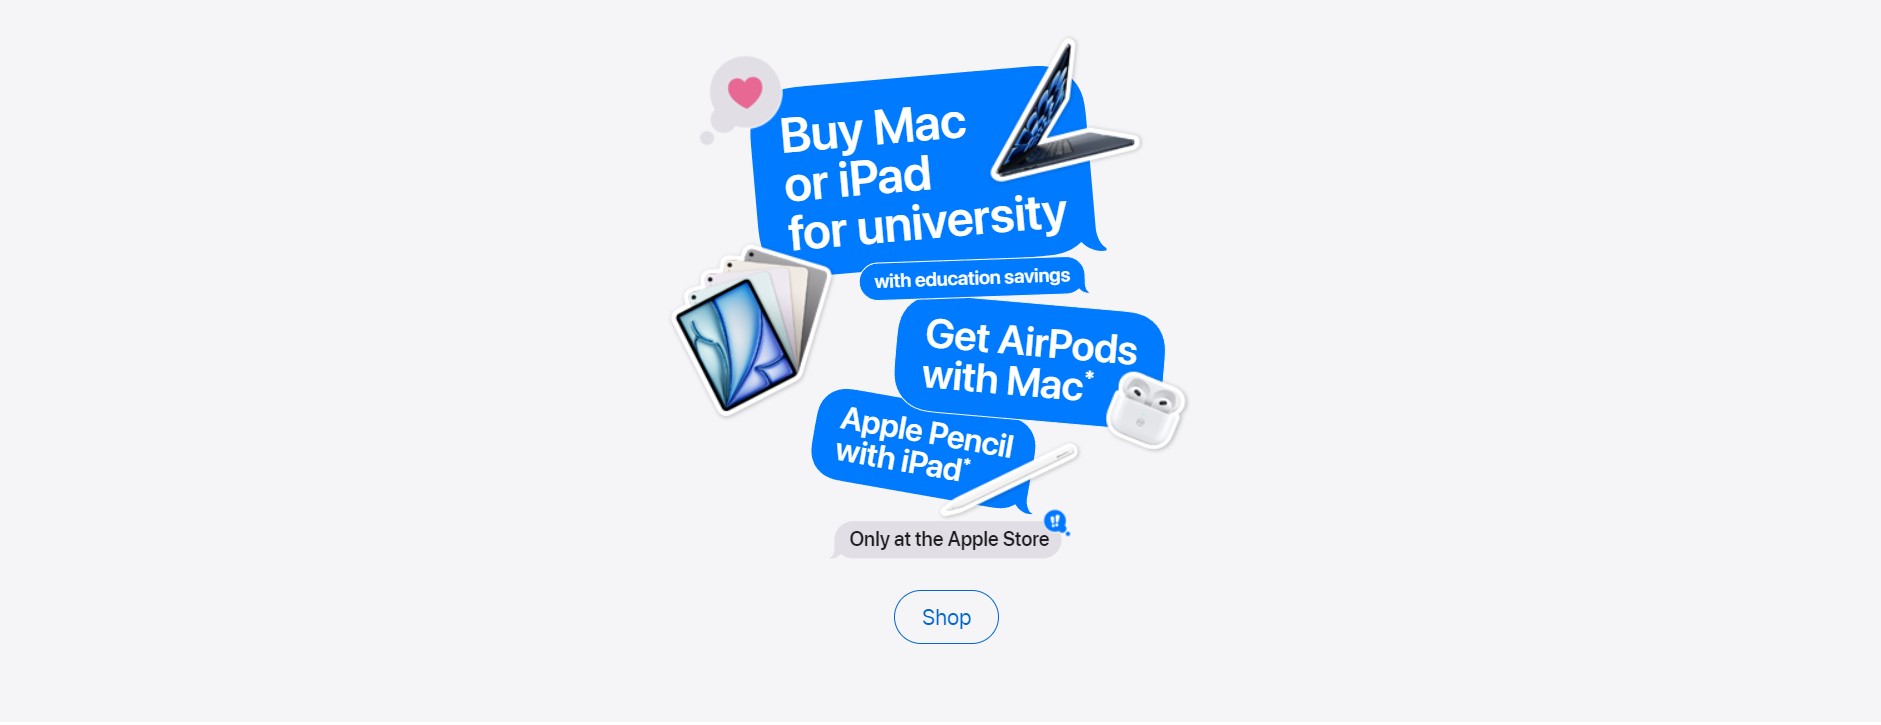 Buy Mac
or iPad
for university
with education savings
Get AirPods
with Mac*
Apple Pencil
with iPad*
!!
Only at the Apple Store
Shop